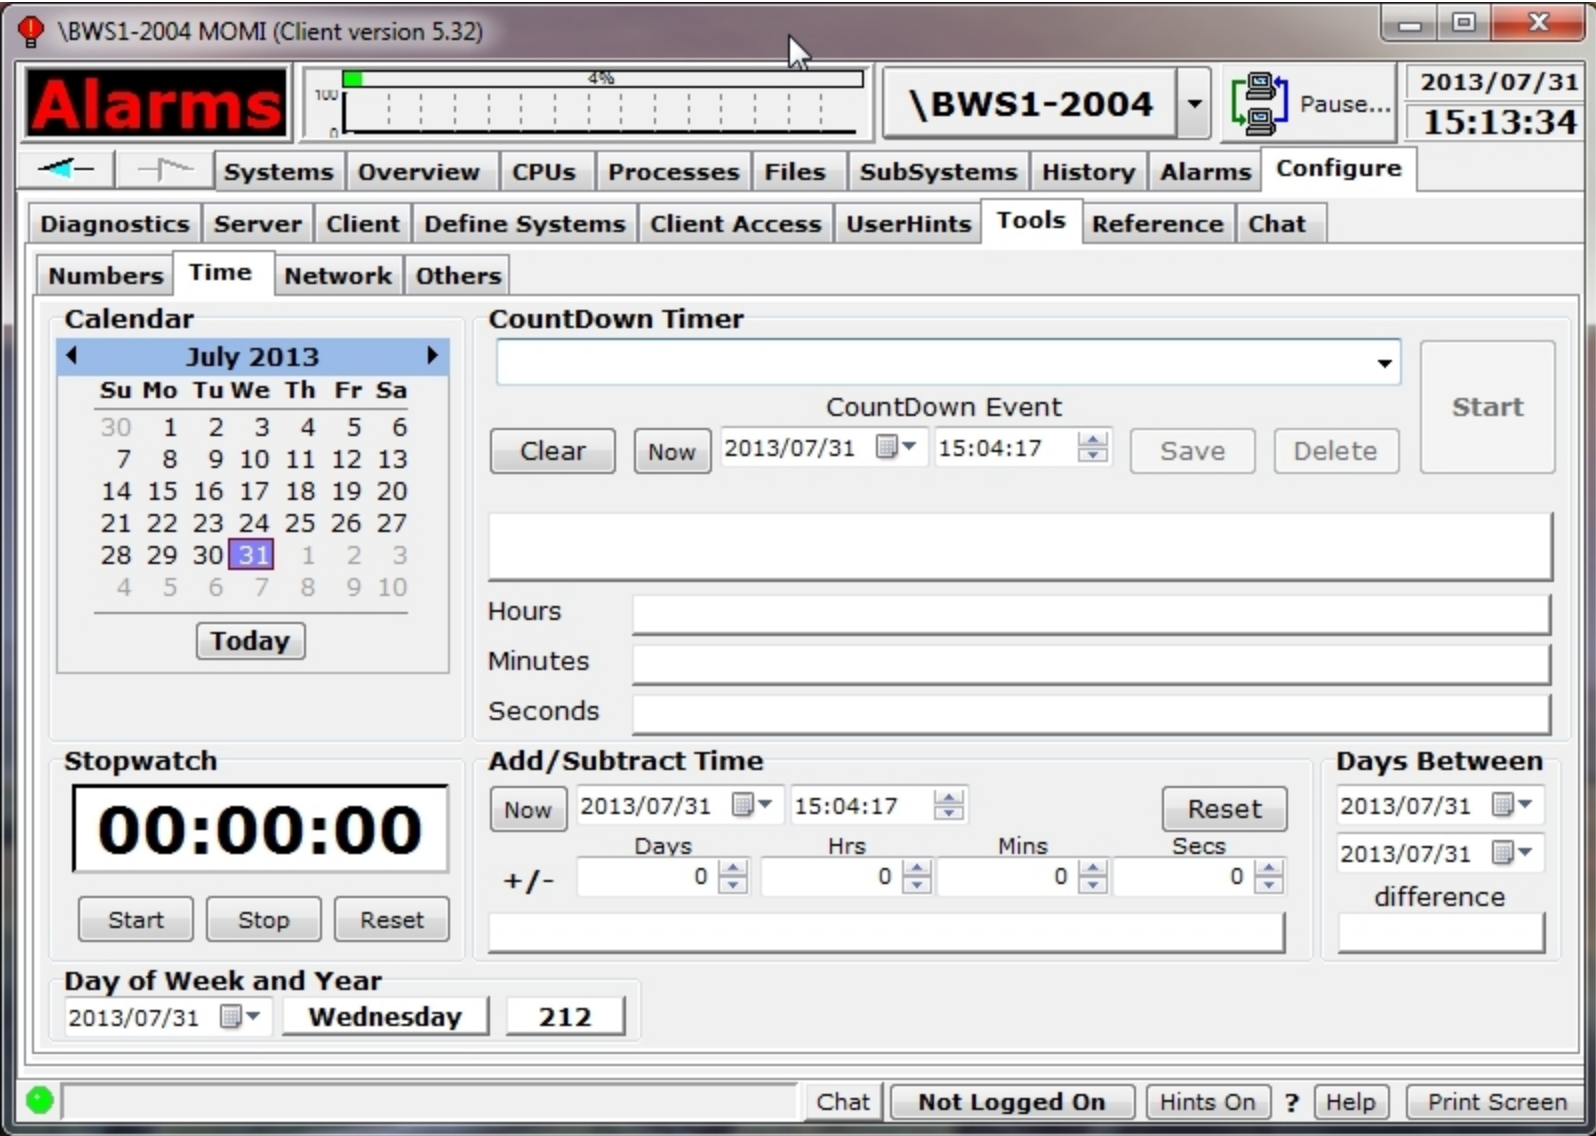 \BWS1-2004 MOMI (Client version 5.32)
Alarms
4%
100
0
\BWS1-2004
Pause...
2013/07/31
15:13:34
Systems Overview CPUs Processes Files SubSystems History Alarms Configure
Diagnostics Server Client Define Systems Client Access UserHints Tools Reference Chat
Numbers Time Network Others
Calendar
July 2013
Su Mo Tu We Th Fr Sa
30 1 2 3 4 5 6
7 8 9 10 11 12 13
14 15 16 17 18 19 20
21 22 23 24 25 26 27
28 29 30 31 1 2 3
4 5 6 7 8 9 10
Today
CountDown Timer
Start
CountDown Event
Clear Now 2013/07/31 15:04:17 Save Delete
Hours
Minutes
Seconds
Stopwatch
00:00:00
Start Stop Reset
Add/Subtract Time
Now 2013/07/31 15:04:17 Reset
Days Hrs Mins Secs
+/- 0 0 0 0
Days Between
2013/07/31
2013/07/31
difference
Day of Week and Year
2013/07/31 Wednesday 212
Chat Not Logged On Hints On ? Help Print Screen